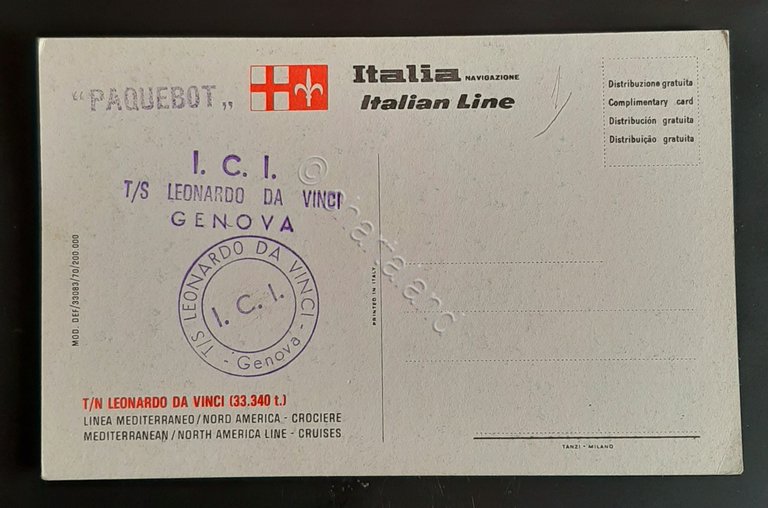 "PAQUEBOT„
Italia NAVIGAZIONE
Italian Line
Distribuzione gratuita
Complimentary card
Distribución gratuita
Distribuição gratuita
I. C. I.
T/S LEONARDO DA VINCI
GENOVA
T/S LEONARDO DA VINCI
I. C. I.
- Genova -
MOD. DEF/33083/70/200.000
PRINTED IN ITALY
T/N LEONARDO DA VINCI (33.340 t.)
LINEA MEDITERRANEO/NORD AMERICA - CROCIERE
MEDITERRANEAN/NORTH AMERICA LINE - CRUISES
TANZI - MILANO